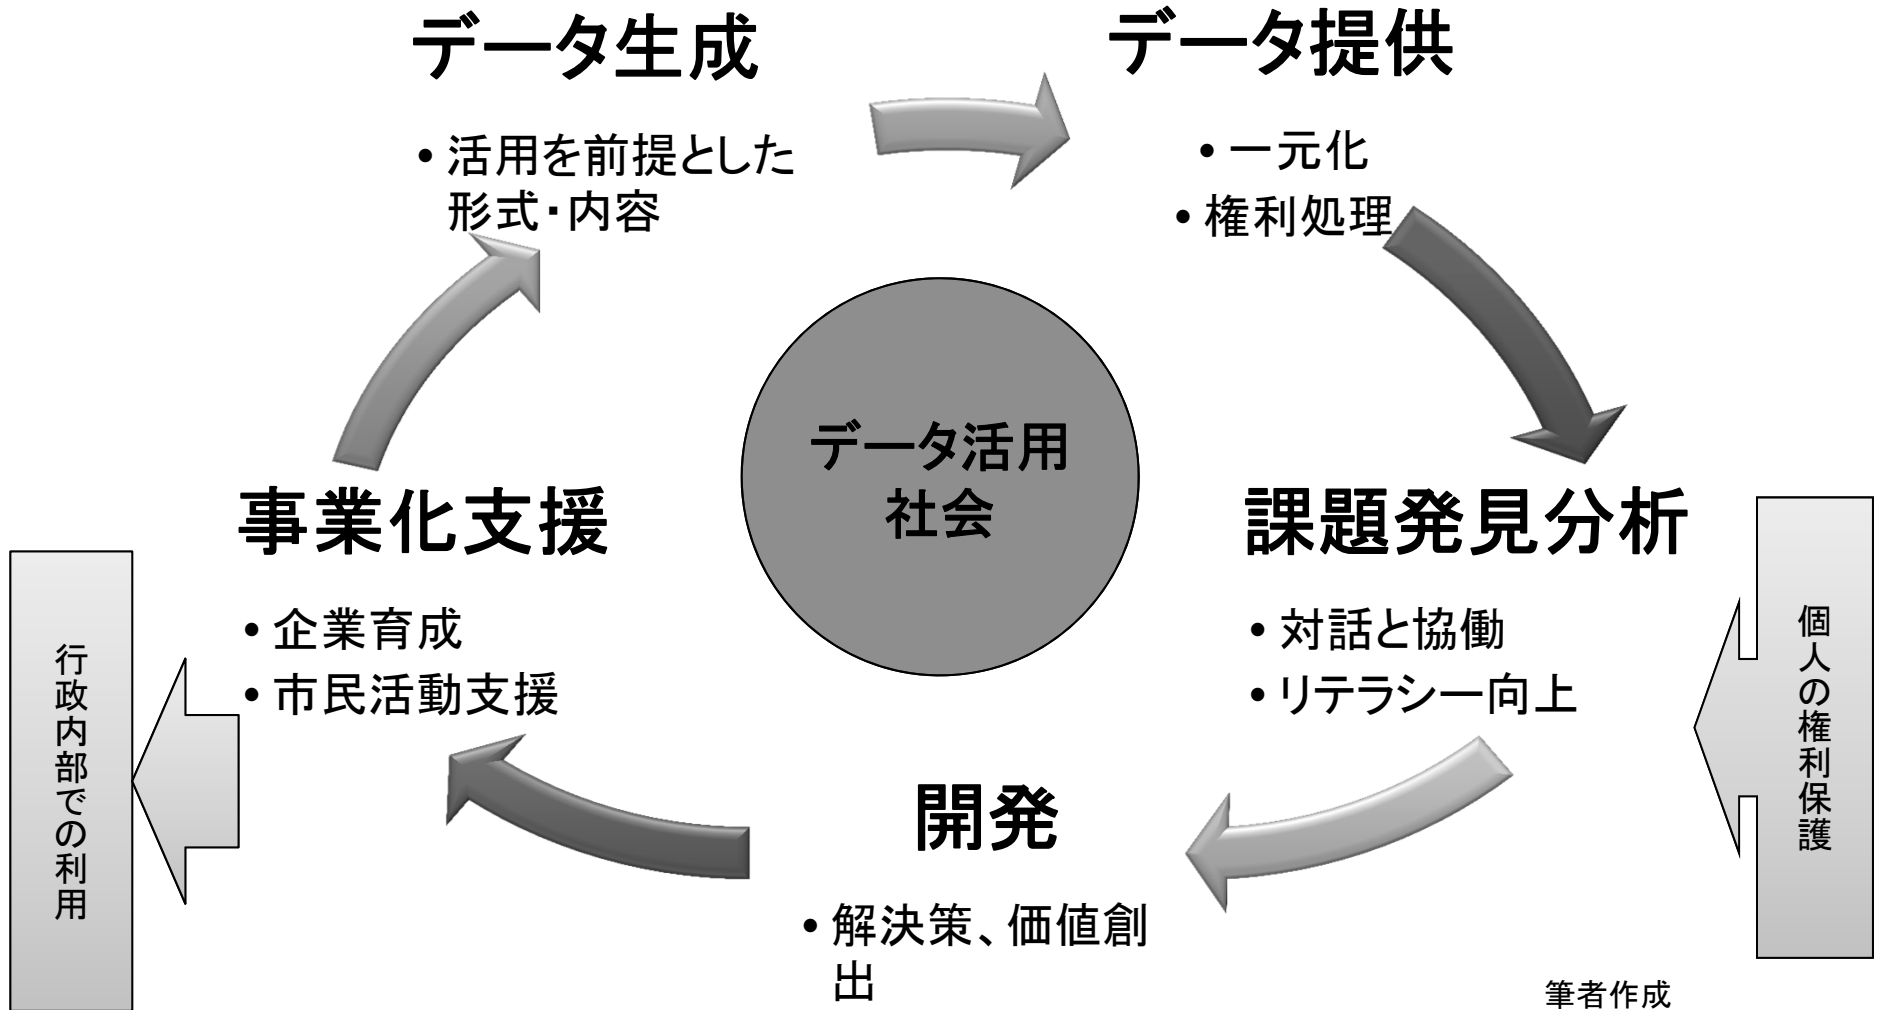 データ生成
• 活用を前提とした
形式・内容
データ提供
• 一元化
• 権利処理
データ活用
社会
事業化支援
• 企業育成
• 市民活動支援
課題発見分析
• 対話と協働
• リテラシー向上
開発
• 解決策、価値創
出
行政内部での利用
個人の権利保護
筆者作成